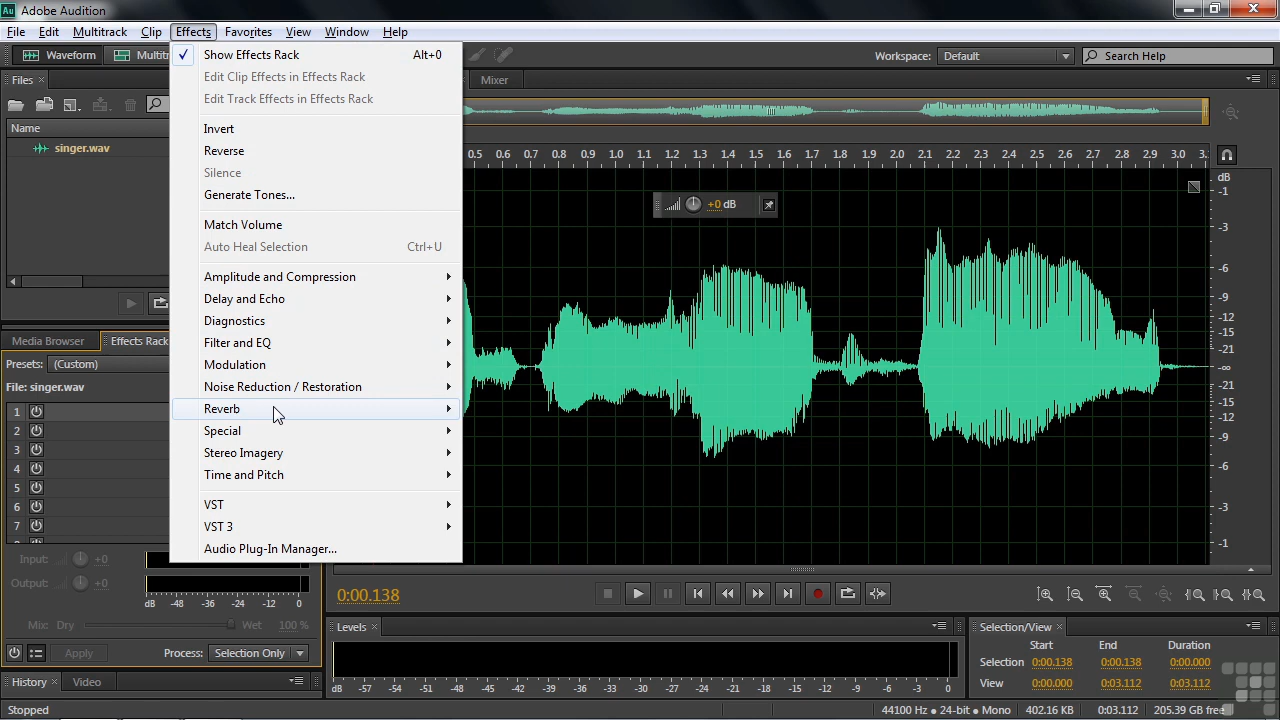 Au Adobe Audition
File Edit Multitrack Clip Effects Favorites View Window Help
Waveform Workspace: Default Search Help
Files Mixer
Name
singer.wav
Show Effects Rack Alt+0
Edit Clip Effects in Effects Rack
Edit Track Effects in Effects Rack
Invert
Reverse
Silence
Generate Tones...
Match Volume
Auto Heal Selection Ctrl+U
Amplitude and Compression
Delay and Echo
Diagnostics
Filter and EQ
Modulation
Noise Reduction / Restoration
Reverb
Special
Stereo Imagery
Time and Pitch
VST
VST 3
Audio Plug-In Manager...
0.5 0.6 0.7 0.8 0.9 1.0 1.1 1.2 1.3 1.4 1.5 1.6 1.7 1.8 1.9 2.0 2.1 2.2 2.3 2.4 2.5 2.6 2.7 2.8 2.9 3.0
+0 dB
dB
-1
-3
-6
-9
-12
-15
-21
-∞
-21
-15
-12
-9
-6
-3
-1
Media Browser Effects Rack
Presets: (Custom)
File: singer.wav
1
2
3
4
5
6
7
Input: +0
Output: +0
dB -48 -36 -24 -12 0
Mix: Dry Wet 100 %
Apply Process: Selection Only
History Video
0:00.138
Levels
dB -57 -54 -51 -48 -45 -42 -39 -36 -33 -30 -27 -24 -21 -18 -15 -12 -9 -6 -3 0
Selection/View
Start End Duration
Selection 0:00.138 0:00.138 0:00.000
View 0:00.000 0:03.112 0:03.112
Stopped 44100 Hz ● 24-bit ● Mono 402.16 KB 0:03.112 205.39 GB free